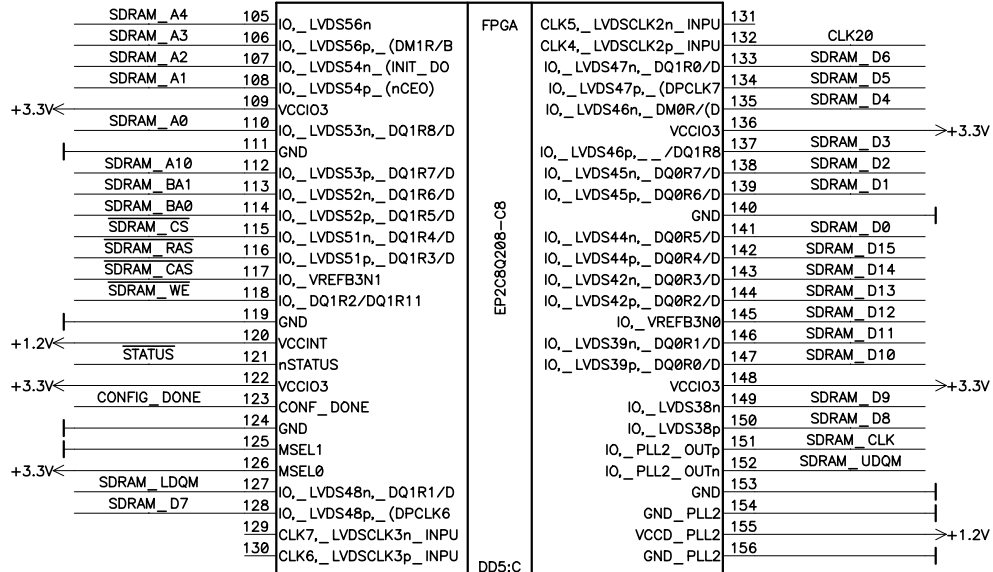 SDRAM_A4 105 IO,_LVDS56n
SDRAM_A3 106 IO,_LVDS56p,_(DM1R/B
SDRAM_A2 107 IO,_LVDS54n_(INIT_DO
SDRAM_A1 108 IO,_LVDS54p_(nCEO)
+3.3V 109 VCCIO3
SDRAM_A0 110 IO,_LVDS53n,_DQ1R8/D
111 GND
SDRAM_A10 112 IO,_LVDS53p,_DQ1R7/D
SDRAM_BA1 113 IO,_LVDS52n,_DQ1R6/D
SDRAM_BA0 114 IO,_LVDS52p,_DQ1R5/D
SDRAM_CS 115 IO,_LVDS51n,_DQ1R4/D
SDRAM_RAS 116 IO,_LVDS51p,_DQ1R3/D
SDRAM_CAS 117 IO,_VREFB3N1
SDRAM_WE 118 IO,_DQ1R2/DQ1R11
119 GND
+1.2V 120 VCCINT
STATUS 121 nSTATUS
+3.3V 122 VCCIO3
CONFIG_DONE 123 CONF_DONE
124 GND
125 MSEL1
+3.3V 126 MSEL0
SDRAM_LDQM 127 IO,_LVDS48n,_DQ1R1/D
SDRAM_D7 128 IO,_LVDS48p,_(DPCLK6
129 CLK7,_LVDSCLK3n_INPU
130 CLK6,_LVDSCLK3p_INPU
FPGA
EP2C8Q208-C8
DD5:C
CLK5,_LVDSCLK2n_INPU 131
CLK4,_LVDSCLK2p_INPU 132 CLK20
IO,_LVDS47n,_DQ1R0/D 133 SDRAM_D6
IO,_LVDS47p,_(DPCLK7 134 SDRAM_D5
IO,_LVDS46n,_DM0R/(D 135 SDRAM_D4
VCCIO3 136 +3.3V
IO,_LVDS46p,__/DQ1R8 137 SDRAM_D3
IO,_LVDS45n,_DQ0R7/D 138 SDRAM_D2
IO,_LVDS45p,_DQ0R6/D 139 SDRAM_D1
GND 140
IO,_LVDS44n,_DQ0R5/D 141 SDRAM_D0
IO,_LVDS44p,_DQ0R4/D 142 SDRAM_D15
IO,_LVDS42n,_DQ0R3/D 143 SDRAM_D14
IO,_LVDS42p,_DQ0R2/D 144 SDRAM_D13
IO,_VREFB3N0 145 SDRAM_D12
IO,_LVDS39n,_DQ0R1/D 146 SDRAM_D11
IO,_LVDS39p,_DQ0R0/D 147 SDRAM_D10
VCCIO3 148 +3.3V
IO,_LVDS38n 149 SDRAM_D9
IO,_LVDS38p 150 SDRAM_D8
IO,_PLL2_OUTp 151 SDRAM_CLK
IO,_PLL2_OUTn 152 SDRAM_UDQM
GND 153
GND_PLL2 154
VCCD_PLL2 155 +1.2V
GND_PLL2 156